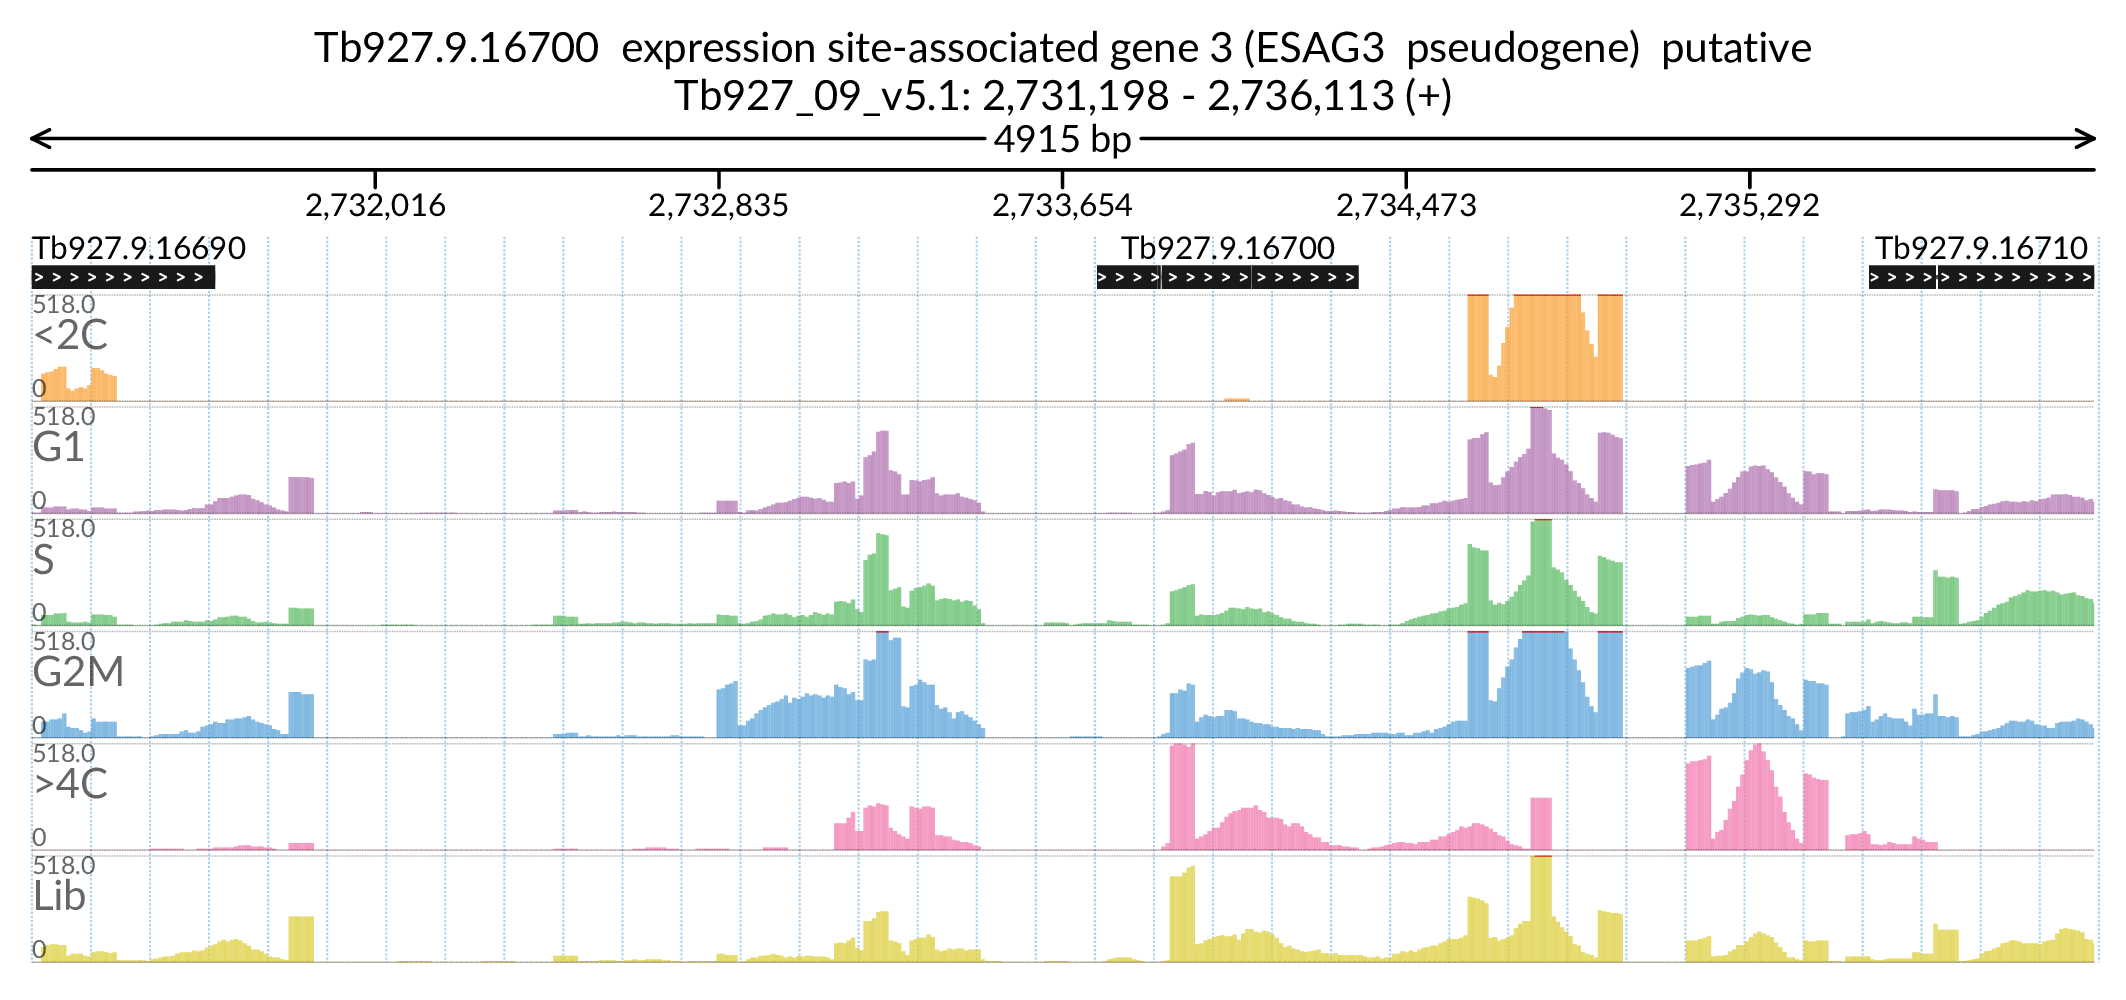 Tb927.9.16700 expression site-associated gene 3 (ESAG3 pseudogene) putative
Tb927_09_v5.1: 2,731,198 - 2,736,113 (+)
4915 bp
2,732,016 2,732,835 2,733,654 2,734,473 2,735,292
Tb927.9.16690 Tb927.9.16700 Tb927.9.16710
518.0
<2C
0
518.0
G1
0
518.0
S
0
518.0
G2M
0
518.0
>4C
0
518.0
Lib
0